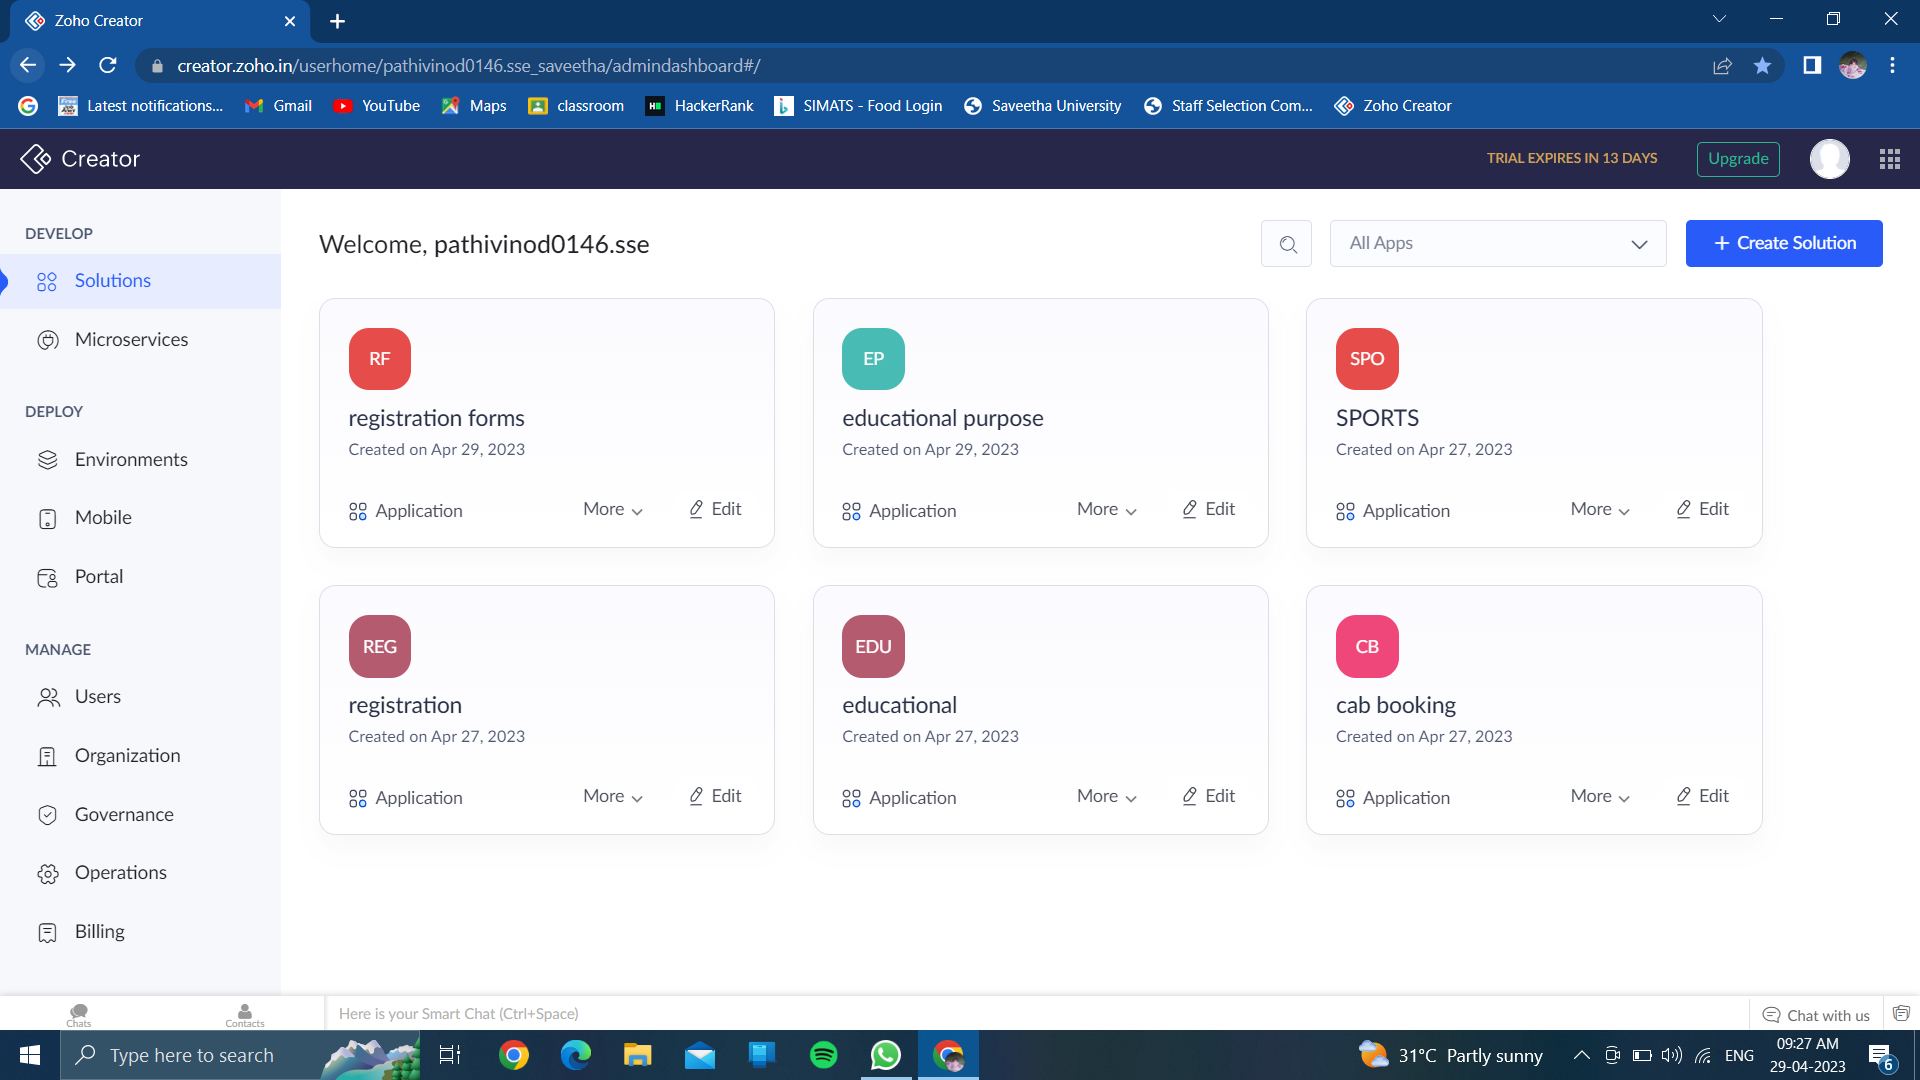 Zoho Creator
creator.zoho.in/userhome/pathivinod0146.sse_saveetha/admindashboard#/
Latest notifications...
Gmail
YouTube
Maps
classroom
HackerRank
SIMATS - Food Login
Saveetha University
Staff Selection Com...
Zoho Creator
Creator
TRIAL EXPIRES IN 13 DAYS
Upgrade
DEVELOP
Solutions
Microservices
DEPLOY
Environments
Mobile
Portal
MANAGE
Users
Organization
Governance
Operations
Billing
Welcome, pathivinod0146.sse
All Apps
+ Create Solution
RF
registration forms
Created on Apr 29, 2023
Application More Edit
EP
educational purpose
Created on Apr 29, 2023
Application More Edit
SPO
SPORTS
Created on Apr 27, 2023
Application More Edit
REG
registration
Created on Apr 27, 2023
Application More Edit
EDU
educational
Created on Apr 27, 2023
Application More Edit
CB
cab booking
Created on Apr 27, 2023
Application More Edit
Chats
Contacts
Here is your Smart Chat (Ctrl+Space)
Chat with us
Type here to search
31°C Partly sunny
ENG
09:27 AM
29-04-2023
6